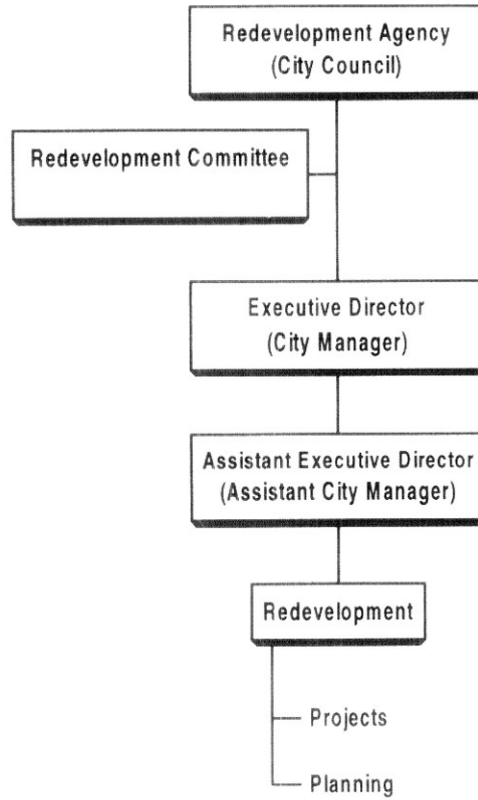 Redevelopment Agency
(City Council)
Redevelopment Committee
Executive Director
(City Manager)
Assistant Executive Director
(Assistant City Manager)
Redevelopment
Projects
Planning